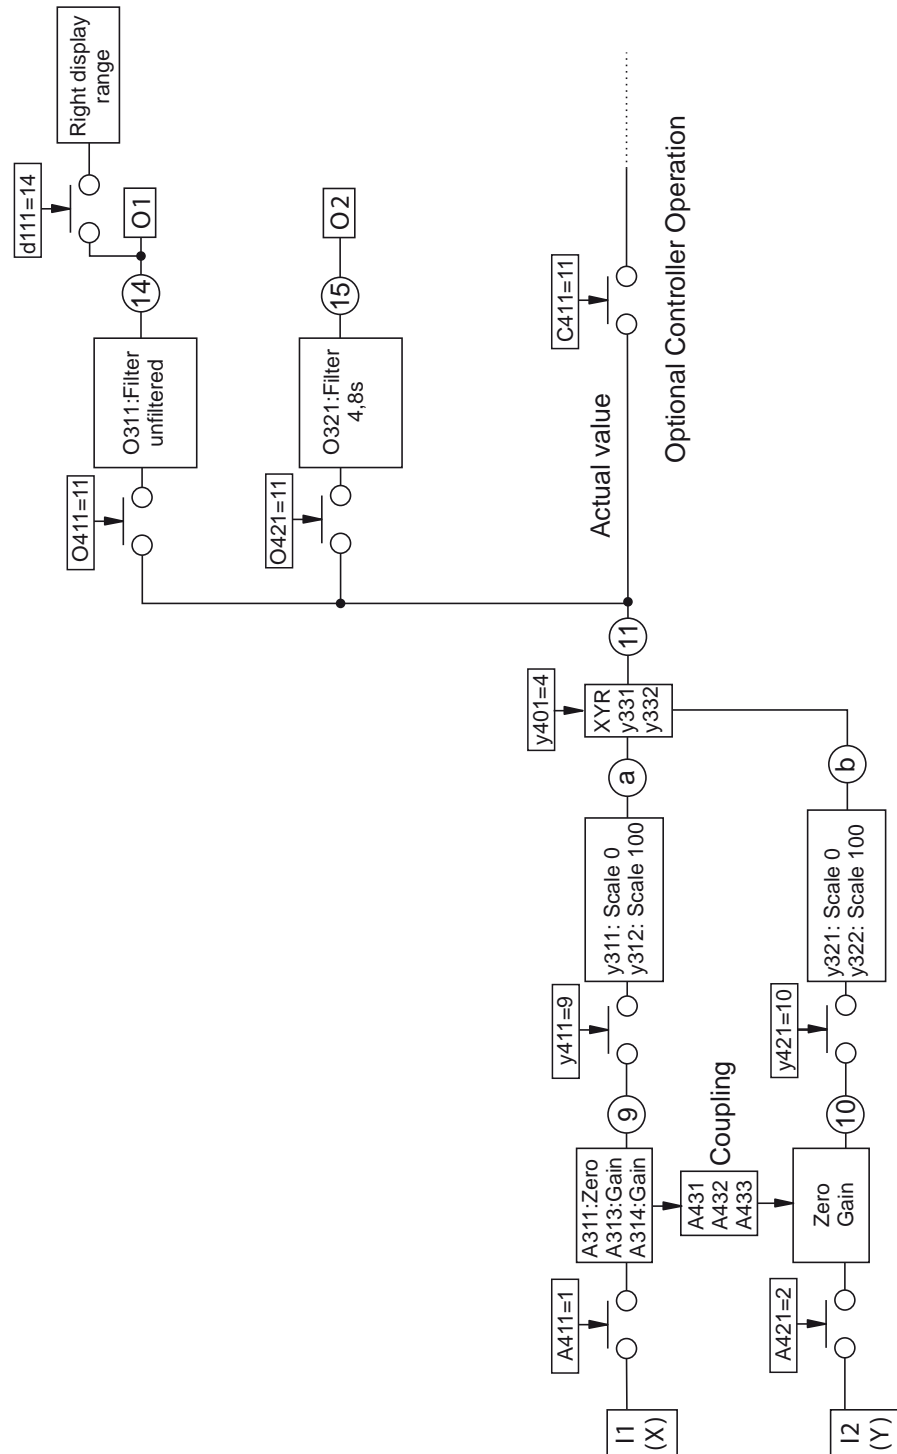 I1
(X)
A411=1
A311:Zero
A313:Gain
A314:Gain
9
y411=9
y311: Scale 0
y312: Scale 100
a
y401=4
XYR
y331
y332
11
Coupling
A431
A432
A433
I2
(Y)
A421=2
Zero
Gain
10
y421=10
y321: Scale 0
y322: Scale 100
b
O411=11
O311:Filter
unfiltered
14
O1
d111=14
Right display
range
O421=11
O321:Filter
4,8s
15
O2
Actual value
C411=11
Optional Controller Operation